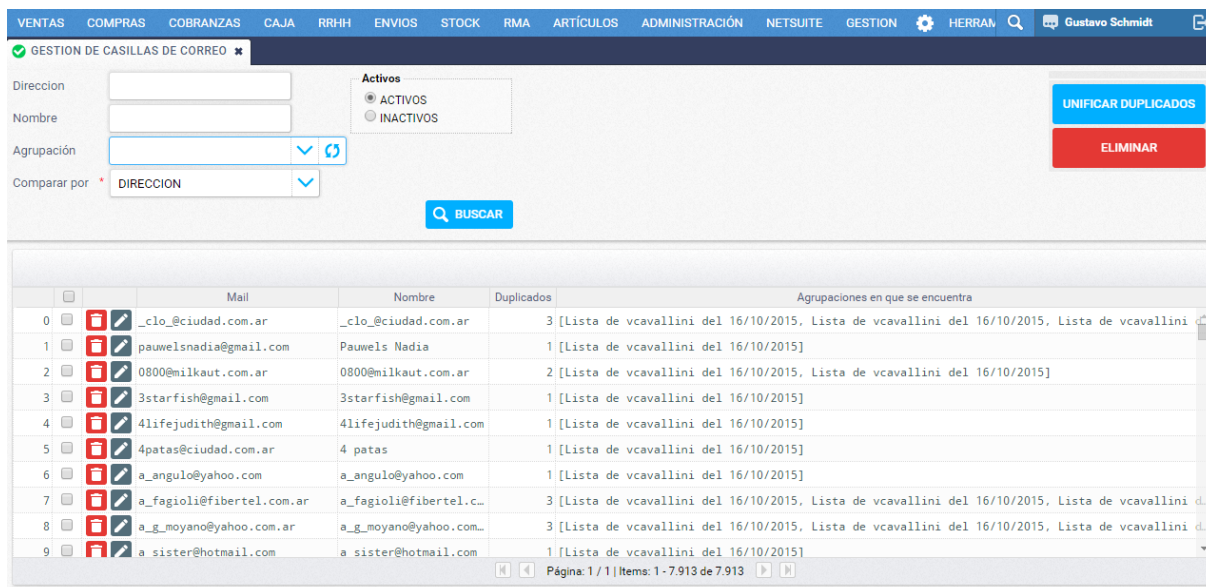 VENTAS COMPRAS COBRANZAS CAJA RRHH ENVIOS STOCK RMA ARTÍCULOS ADMINISTRACIÓN NETSUITE GESTION HERRAM Gustavo Schmidt
GESTION DE CASILLAS DE CORREO
Direccion
Activos
ACTIVOS
INACTIVOS
UNIFICAR DUPLICADOS
Nombre
Agrupación
ELIMINAR
Comparar por * DIRECCION
BUSCAR
Mail Nombre Duplicados Agrupaciones en que se encuentra
0 _clo_@ciudad.com.ar _clo_@ciudad.com.ar 3 [Lista de vcavallini del 16/10/2015, Lista de vcavallini del 16/10/2015, Lista de vcavallini d
1 pauwelsnadia@gmail.com Pauwels Nadia 1 [Lista de vcavallini del 16/10/2015]
2 0800@milkaut.com.ar 0800@milkaut.com.ar 2 [Lista de vcavallini del 16/10/2015, Lista de vcavallini del 16/10/2015]
3 3starfish@gmail.com 3starfish@gmail.com 1 [Lista de vcavallini del 16/10/2015]
4 4lifejudith@gmail.com 4lifejudith@gmail.com 1 [Lista de vcavallini del 16/10/2015]
5 4patas@ciudad.com.ar 4 patas 1 [Lista de vcavallini del 16/10/2015]
6 a_angulo@yahoo.com a_angulo@yahoo.com 1 [Lista de vcavallini del 16/10/2015]
7 a_fagioli@fibertel.com.ar a_fagioli@fibertel.c… 3 [Lista de vcavallini del 16/10/2015, Lista de vcavallini del 16/10/2015, Lista de vcavallini d…
8 a_g_moyano@yahoo.com.ar a_g_moyano@yahoo.com… 3 [Lista de vcavallini del 16/10/2015, Lista de vcavallini del 16/10/2015, Lista de vcavallini d…
9 a_sister@hotmail.com a_sister@hotmail.com 1 [Lista de vcavallini del 16/10/2015]
Página: 1 / 1 | Items: 1 - 7.913 de 7.913